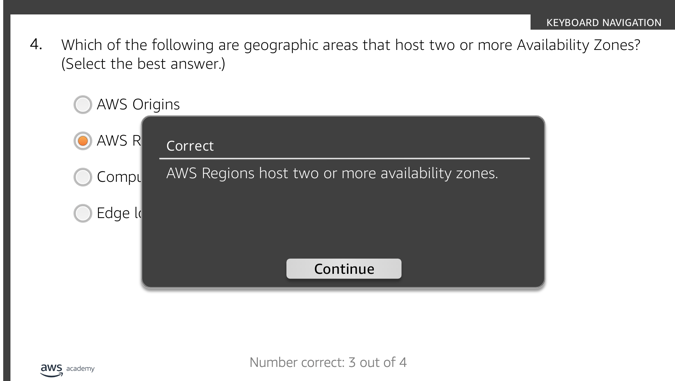 KEYBOARD NAVIGATION
4. Which of the following are geographic areas that host two or more Availability Zones?
(Select the best answer.)
AWS Origins
AWS R
Compu
Edge lo
Correct
AWS Regions host two or more availability zones.
Continue
Number correct: 3 out of 4
aws academy